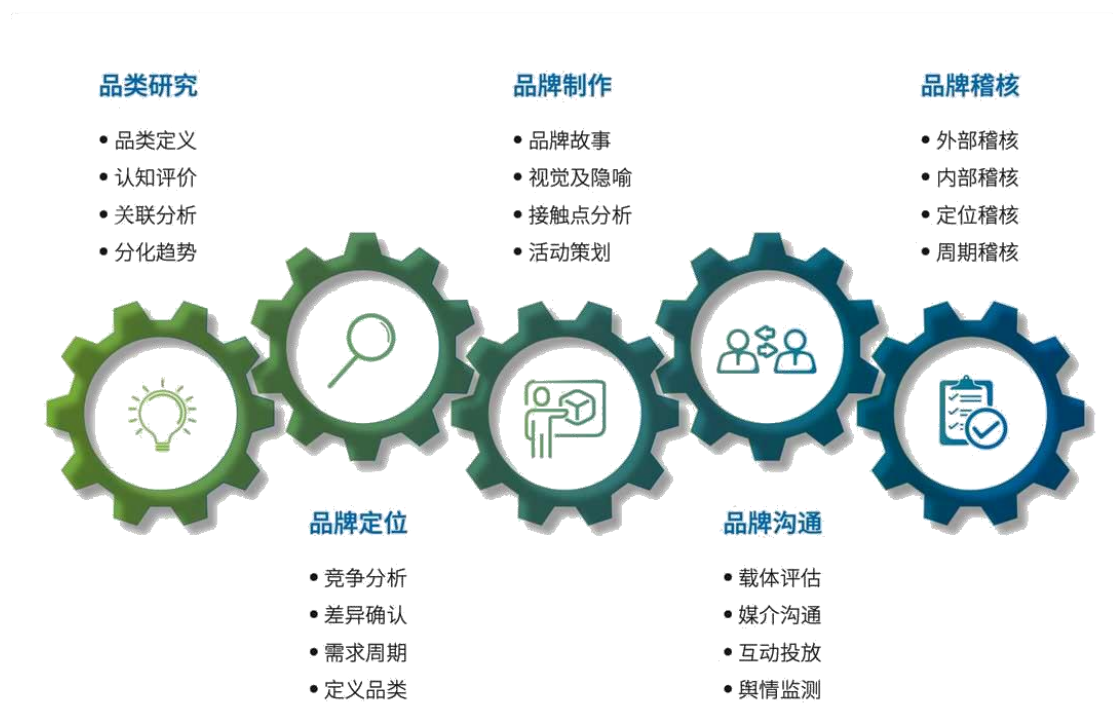 品类研究
• 品类定义
• 认知评价
• 关联分析
• 分化趋势
品牌定位
• 竞争分析
• 差异确认
• 需求周期
• 定义品类
品牌制作
• 品牌故事
• 视觉及隐喻
• 接触点分析
• 活动策划
品牌沟通
• 载体评估
• 媒介沟通
• 互动投放
• 舆情监测
品牌稽核
• 外部稽核
• 内部稽核
• 定位稽核
• 周期稽核